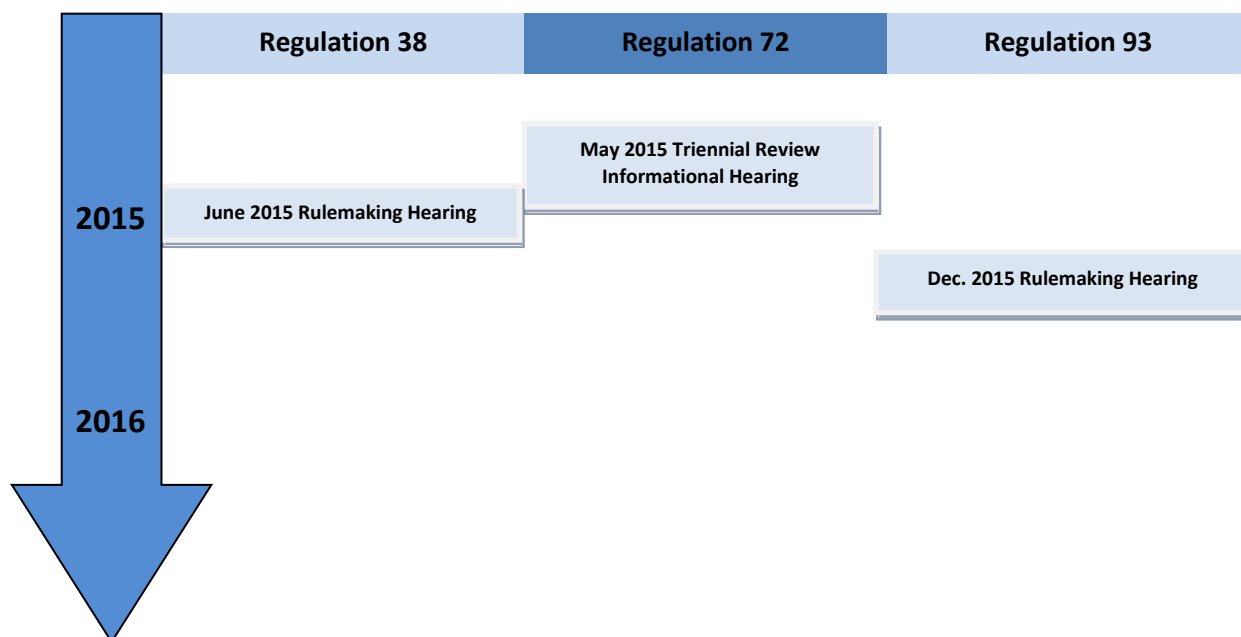 Regulation 38
Regulation 72
Regulation 93
May 2015 Triennial Review
Informational Hearing
2015
June 2015 Rulemaking Hearing
Dec. 2015 Rulemaking Hearing
2016